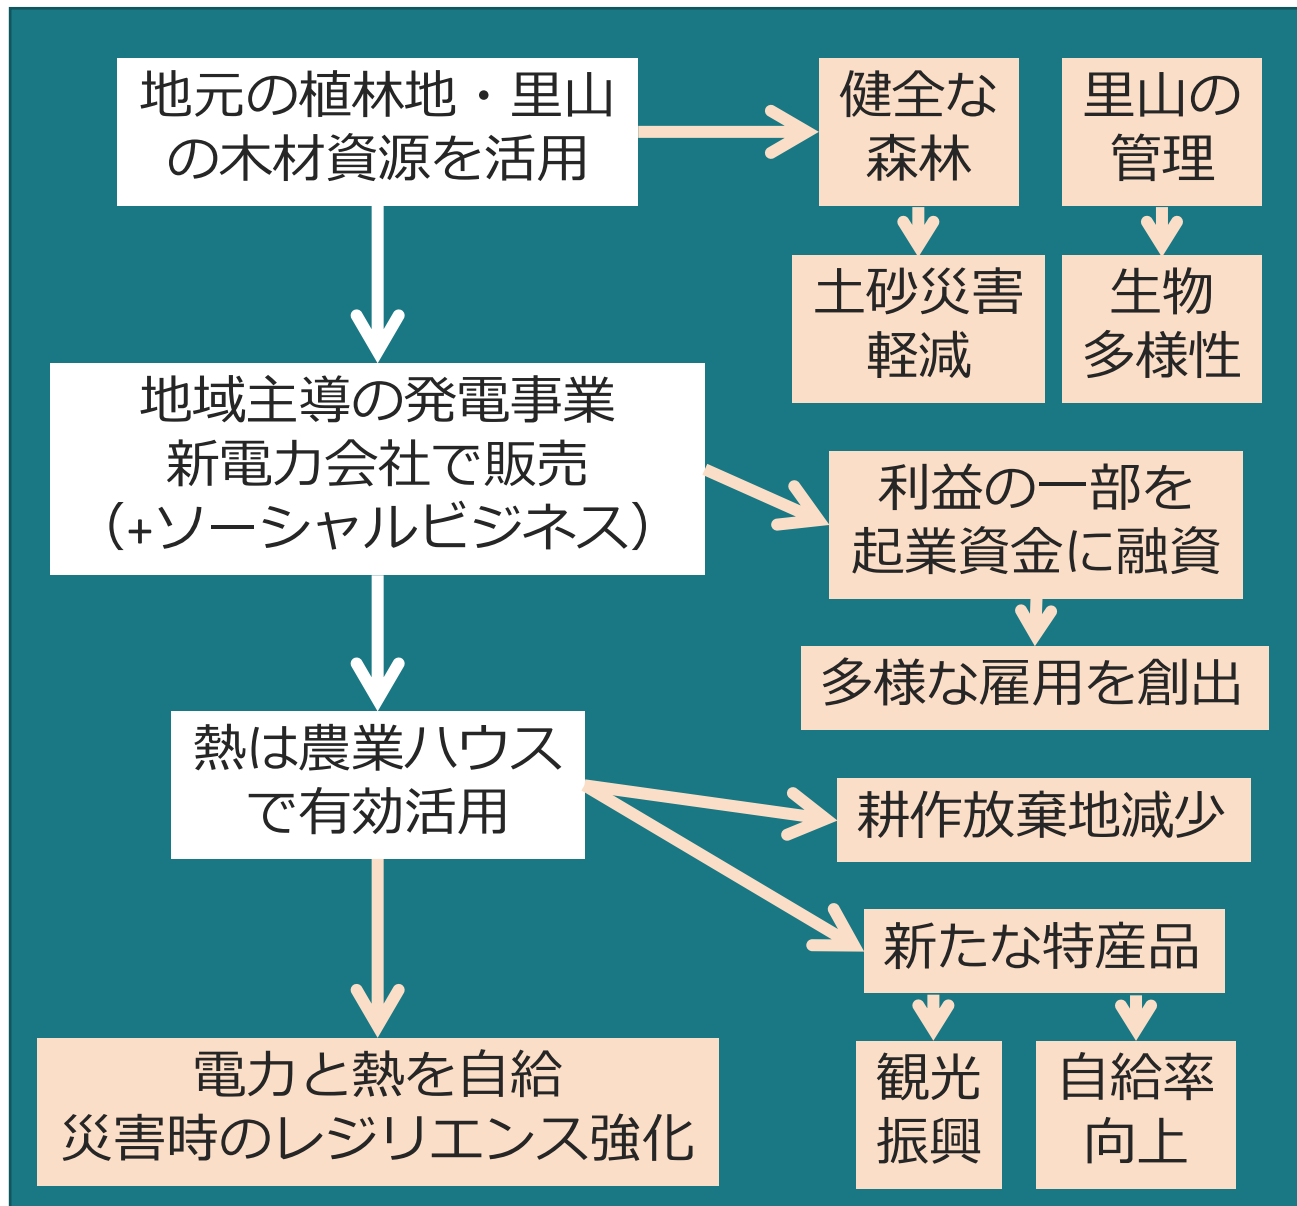 地元の植林地・里山
の木材資源を活用
健全な
森林
里山の
管理
土砂災害
軽減
生物
多様性
地域主導の発電事業
新電力会社で販売
（+ソーシャルビジネス）
利益の一部を
起業資金に融資
多様な雇用を創出
熱は農業ハウス
で有効活用
耕作放棄地減少
新たな特産品
電力と熱を自給
災害時のレジリエンス強化
観光
振興
自給率
向上